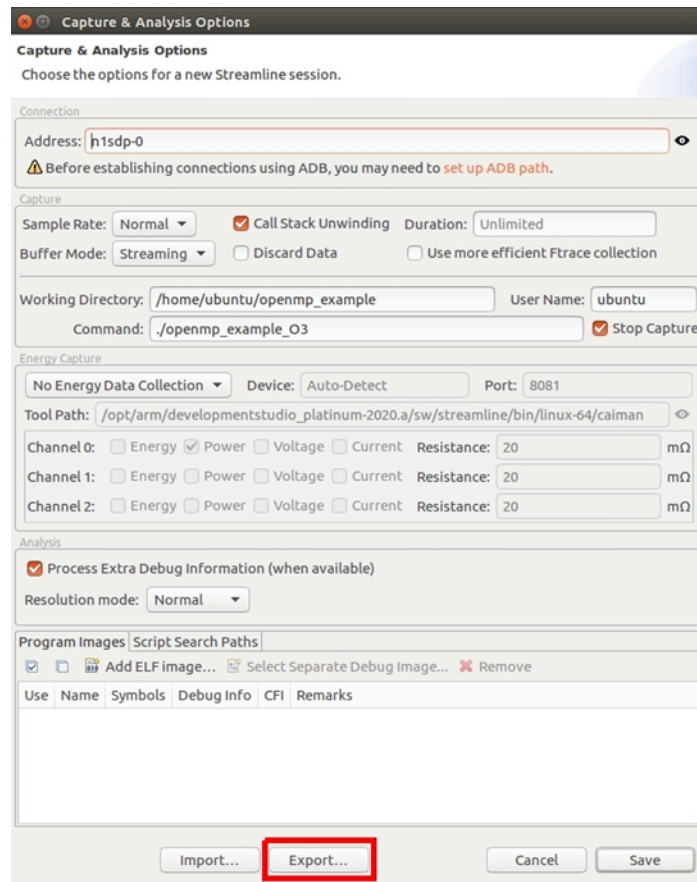 Capture & Analysis Options
Capture & Analysis Options
Choose the options for a new Streamline session.
Connection
Address: n1sdp-0
Before establishing connections using ADB, you may need to set up ADB path.
Capture
Sample Rate: Normal Call Stack Unwinding Duration: Unlimited
Buffer Mode: Streaming Discard Data Use more efficient Ftrace collection
Working Directory: /home/ubuntu/openmp_example User Name: ubuntu
Command: ./openmp_example_O3 Stop Capture
Energy Capture
No Energy Data Collection Device: Auto-Detect Port: 8081
Tool Path: /opt/arm/developmentstudio_platinum-2020.a/sw/streamline/bin/linux-64/caiman
Channel 0: Energy Power Voltage Current Resistance: 20 mΩ
Channel 1: Energy Power Voltage Current Resistance: 20 mΩ
Channel 2: Energy Power Voltage Current Resistance: 20 mΩ
Analysis
Process Extra Debug Information (when available)
Resolution mode: Normal
Program Images Script Search Paths
Add ELF image... Select Separate Debug Image... Remove
Use Name Symbols Debug Info CFI Remarks
Import... Export... Cancel Save